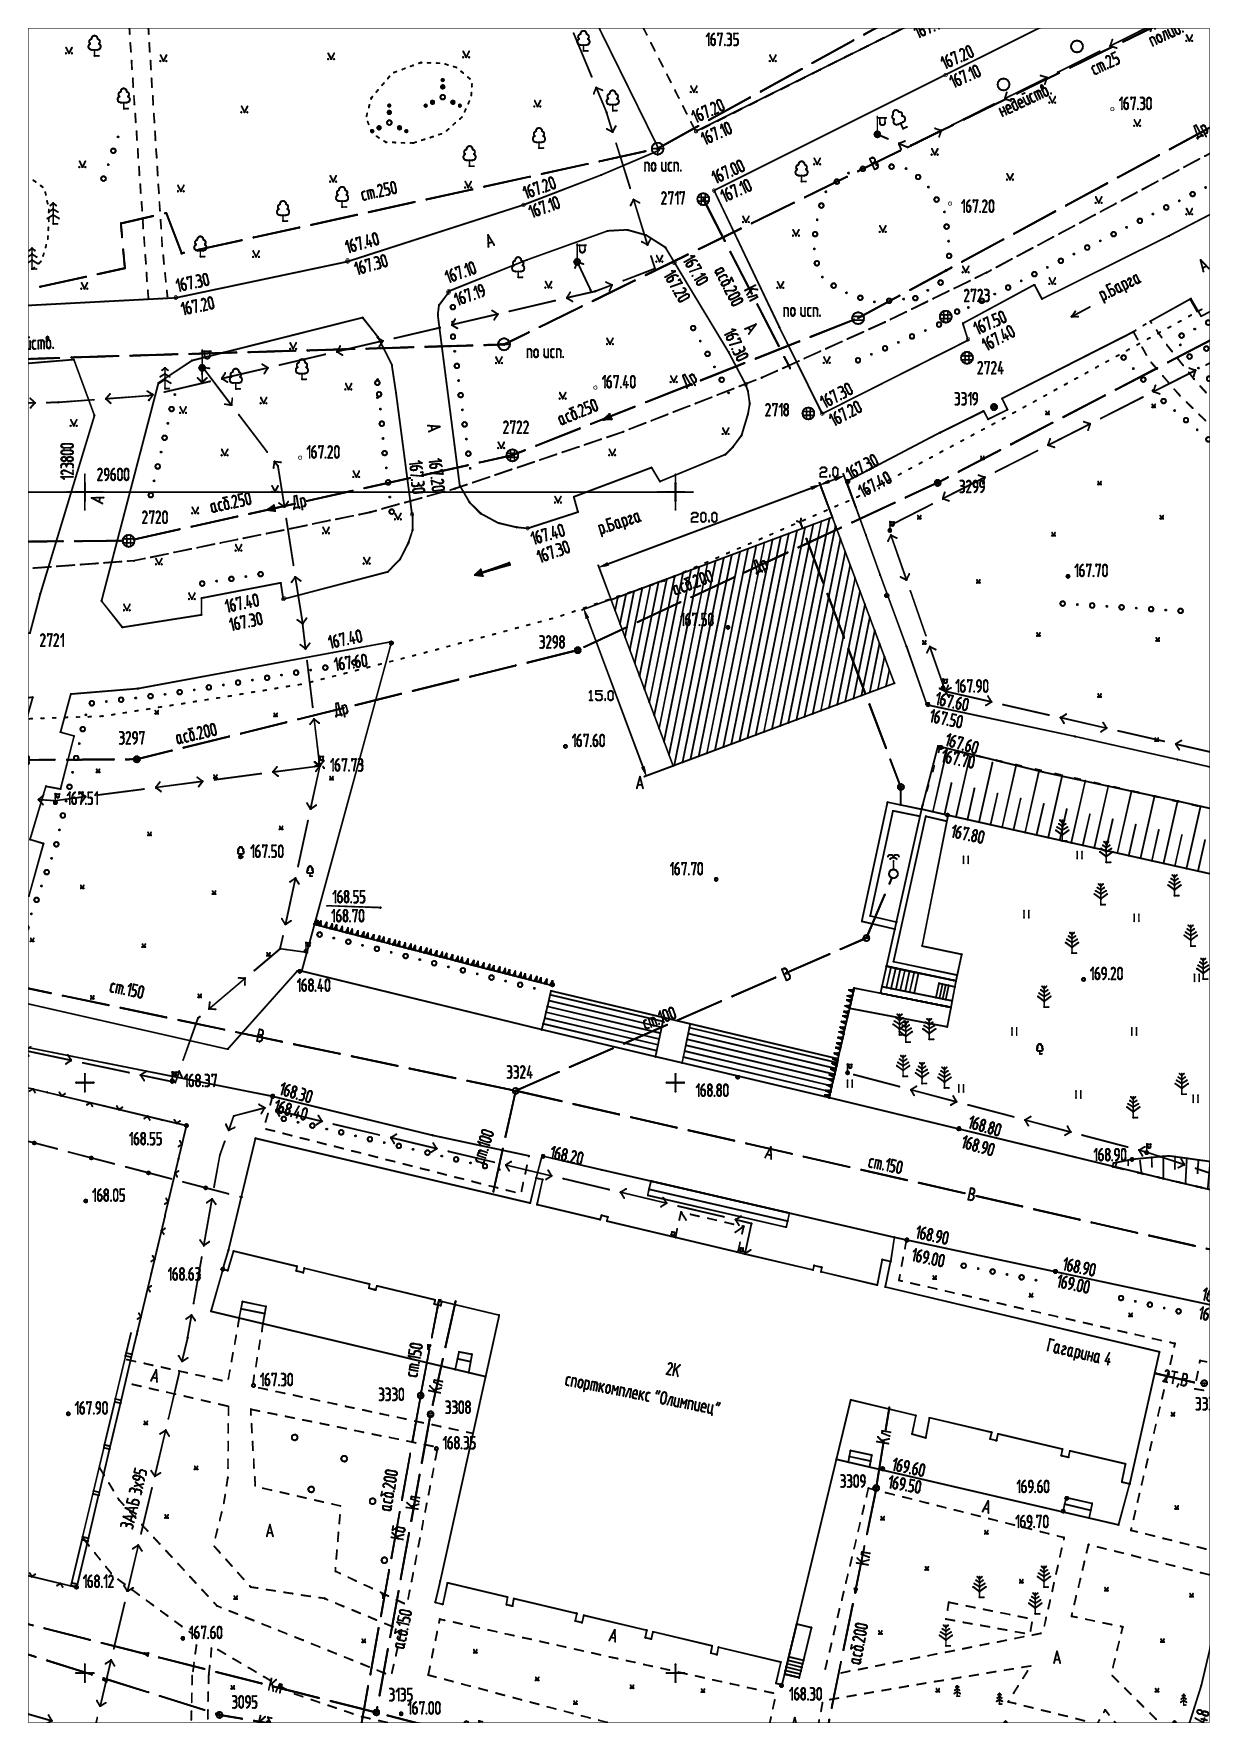 167.35
167.20
167.10
ст.25
недейств.
167.30
167.20
167.10
Др
по исп.
В
ст.250
167.20
167.10
2717
167.00
167.10
167.20
167.40
167.30
А
167.10
167.20
асб.200
Кл
А
р.Барга
А
167.30
167.20
167.10
167.19
2723
по исп.
167.50
167.40
по исп.
167.30
2724
167.40
Др
3319
167.30
167.20
2718
асб.250
2722
А
123800
29600
А
167.20
167.30
167.20
2.0
167.30
167.40
3299
асб.250
Др
2720
р.Барга
20.0
167.40
167.30
167.70
асб.200
Др
167.40
167.30
167.50
2721
167.40
167.60
3298
15.0
167.90
167.60
167.50
Др
асб.200
3297
167.60
167.60
167.70
167.73
А
167.51
167.50
167.80
167.70
168.55
168.70
168.40
В
169.20
ст.150
ст.100
В
3324
168.37
168.80
168.30
168.40
168.55
168.80
168.90
ст.100
168.20
А
ст.150
168.90
В
168.05
168.63
168.90
169.00
168.90
169.00
Гагарина 4
2К
спорткомплекс "Олимпиец"
ст.150
А
167.30
3330
Кл
3308
2Т,В
167.90
168.35
Кл
169.60
169.50
3309
169.60
169.70
А
ЗААБ 3х95
асб.200
Кл
Кб
А
Кл
168.12
167.60
асб.150
А
асб.200
А
Кл
3095
3135
167.00
168.30